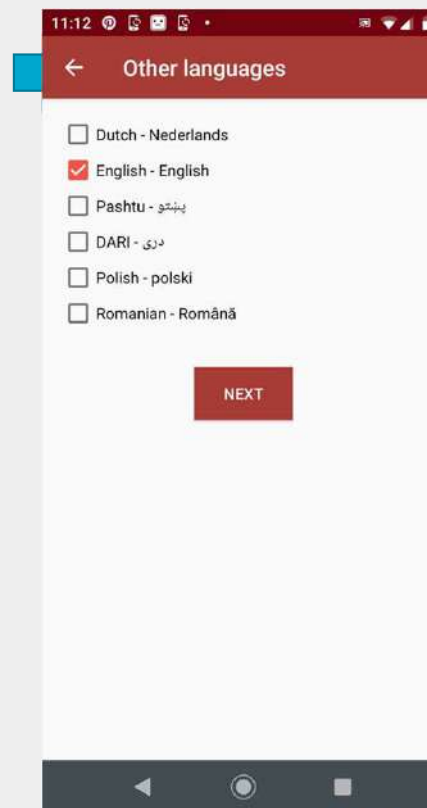 11:12
Other languages
Dutch - Nederlands
English - English
Pashtu - پښتو
DARI - دری
Polish - polski
Romanian - Română
NEXT